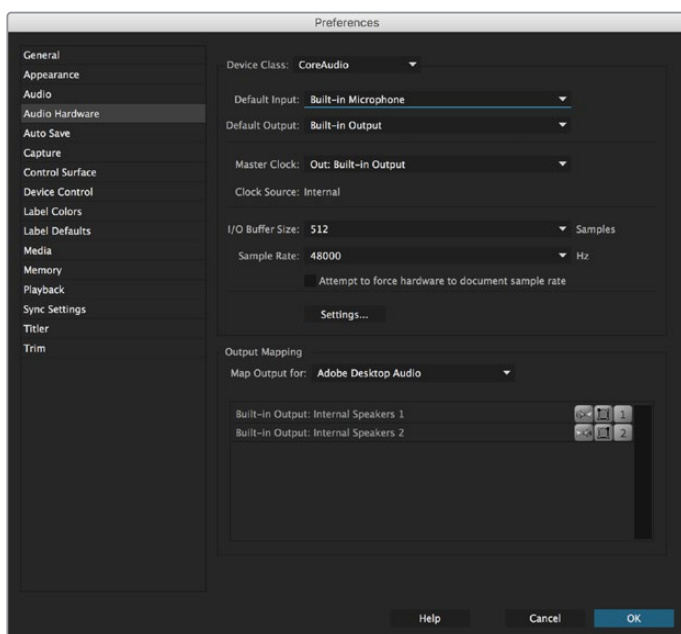 Preferences
General
Appearance
Audio
Audio Hardware
Auto Save
Capture
Control Surface
Device Control
Label Colors
Label Defaults
Media
Memory
Playback
Sync Settings
Titler
Trim
Device Class: CoreAudio
Default Input: Built-in Microphone
Default Output: Built-in Output
Master Clock: Out: Built-in Output
Clock Source: Internal
I/O Buffer Size: 512 Samples
Sample Rate: 48000 Hz
Attempt to force hardware to document sample rate
Settings...
Output Mapping
Map Output for: Adobe Desktop Audio
Built-in Output: Internal Speakers 1 1
Built-in Output: Internal Speakers 2 2
Help Cancel OK